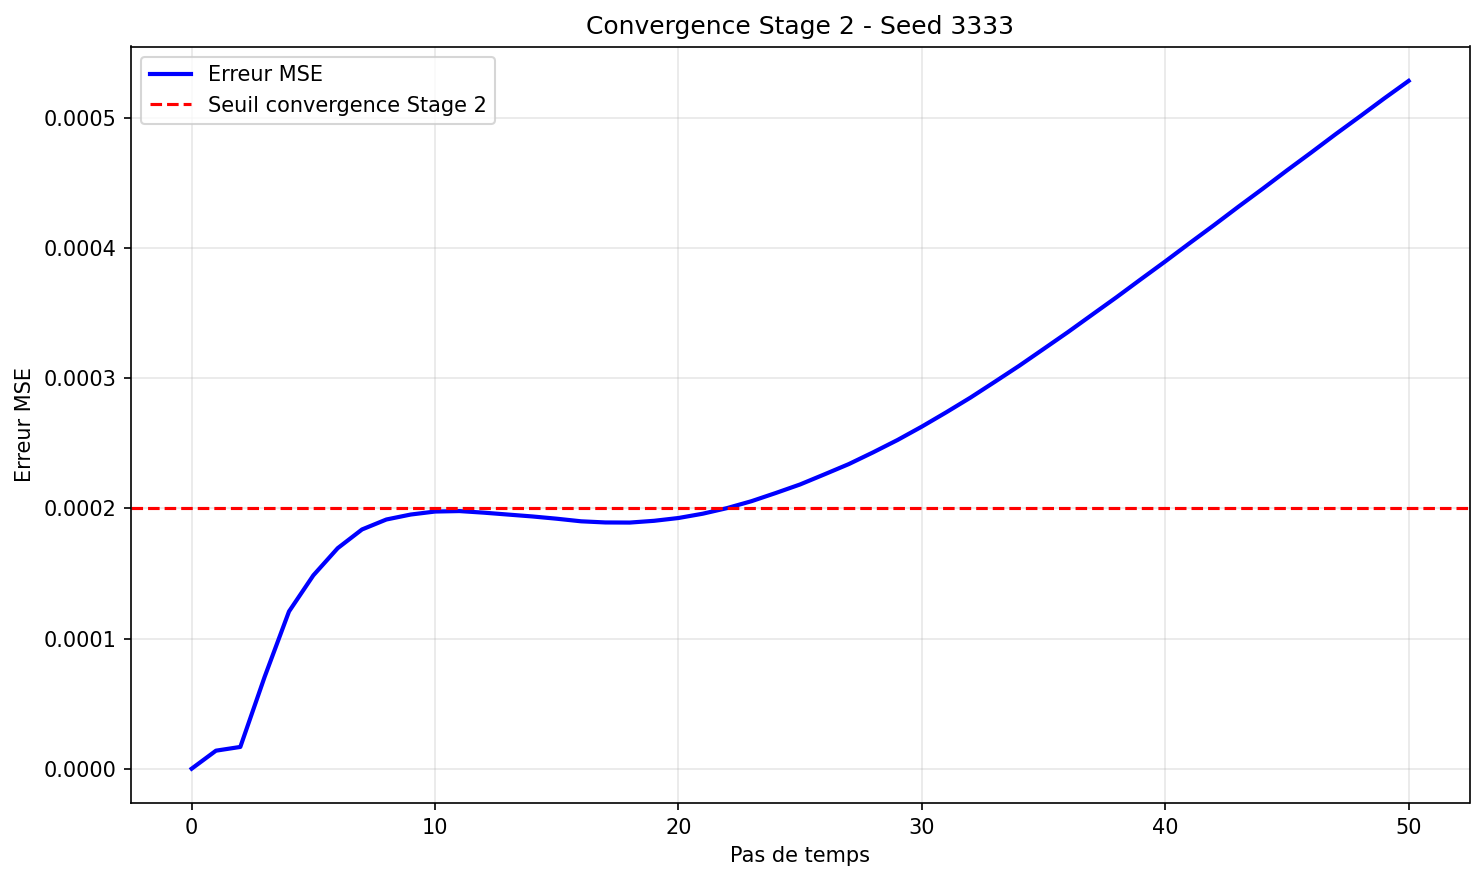 Convergence Stage 2 - Seed 3333
Erreur MSE
Seuil convergence Stage 2
0.0005
0.0004
0.0003
0.0002
0.0001
0.0000
Erreur MSE
0 10 20 30 40 50
Pas de temps